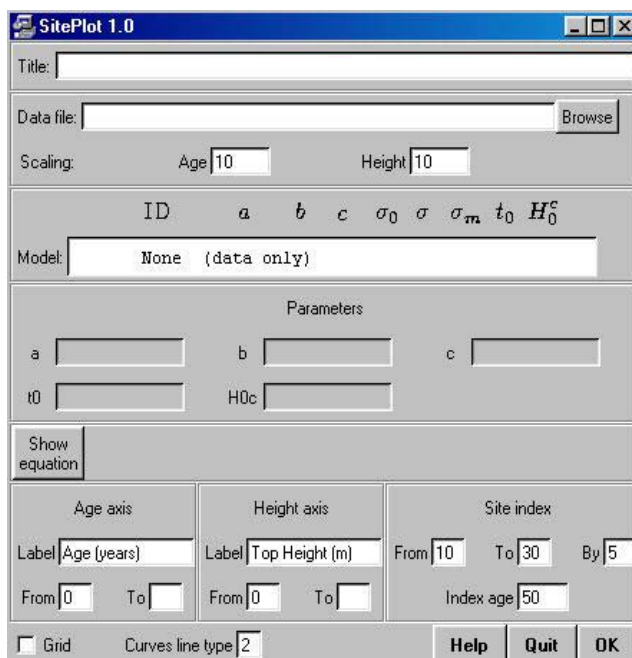 SitePlot 1.0
Title:
Data file: Browse
Scaling: Age 10 Height 10
ID a b c σ₀ σ σₘ t₀ H₀ᶜ
Model: None (data only)
Parameters
a b c
t0 H0c
Show
equation
Age axis Height axis Site index
Label Age (years) Label Top Height (m) From 10 To 30 By 5
From 0 To From 0 To Index age 50
Grid Curves line type 2 Help Quit OK